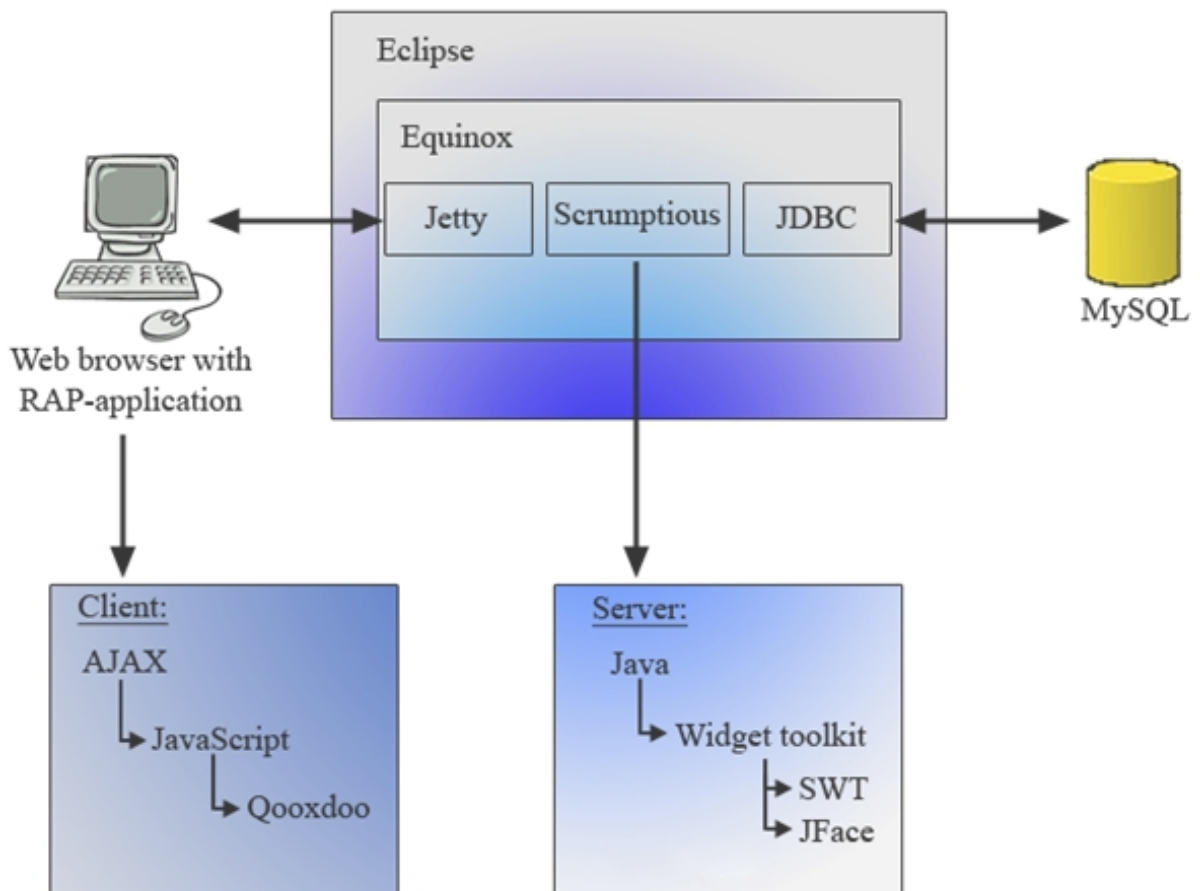 Eclipse
Equinox
Jetty
Scrumptious
JDBC
MySQL
Web browser with
RAP-application
Client:
AJAX
JavaScript
Qooxdoo
Server:
Java
Widget toolkit
SWT
JFace